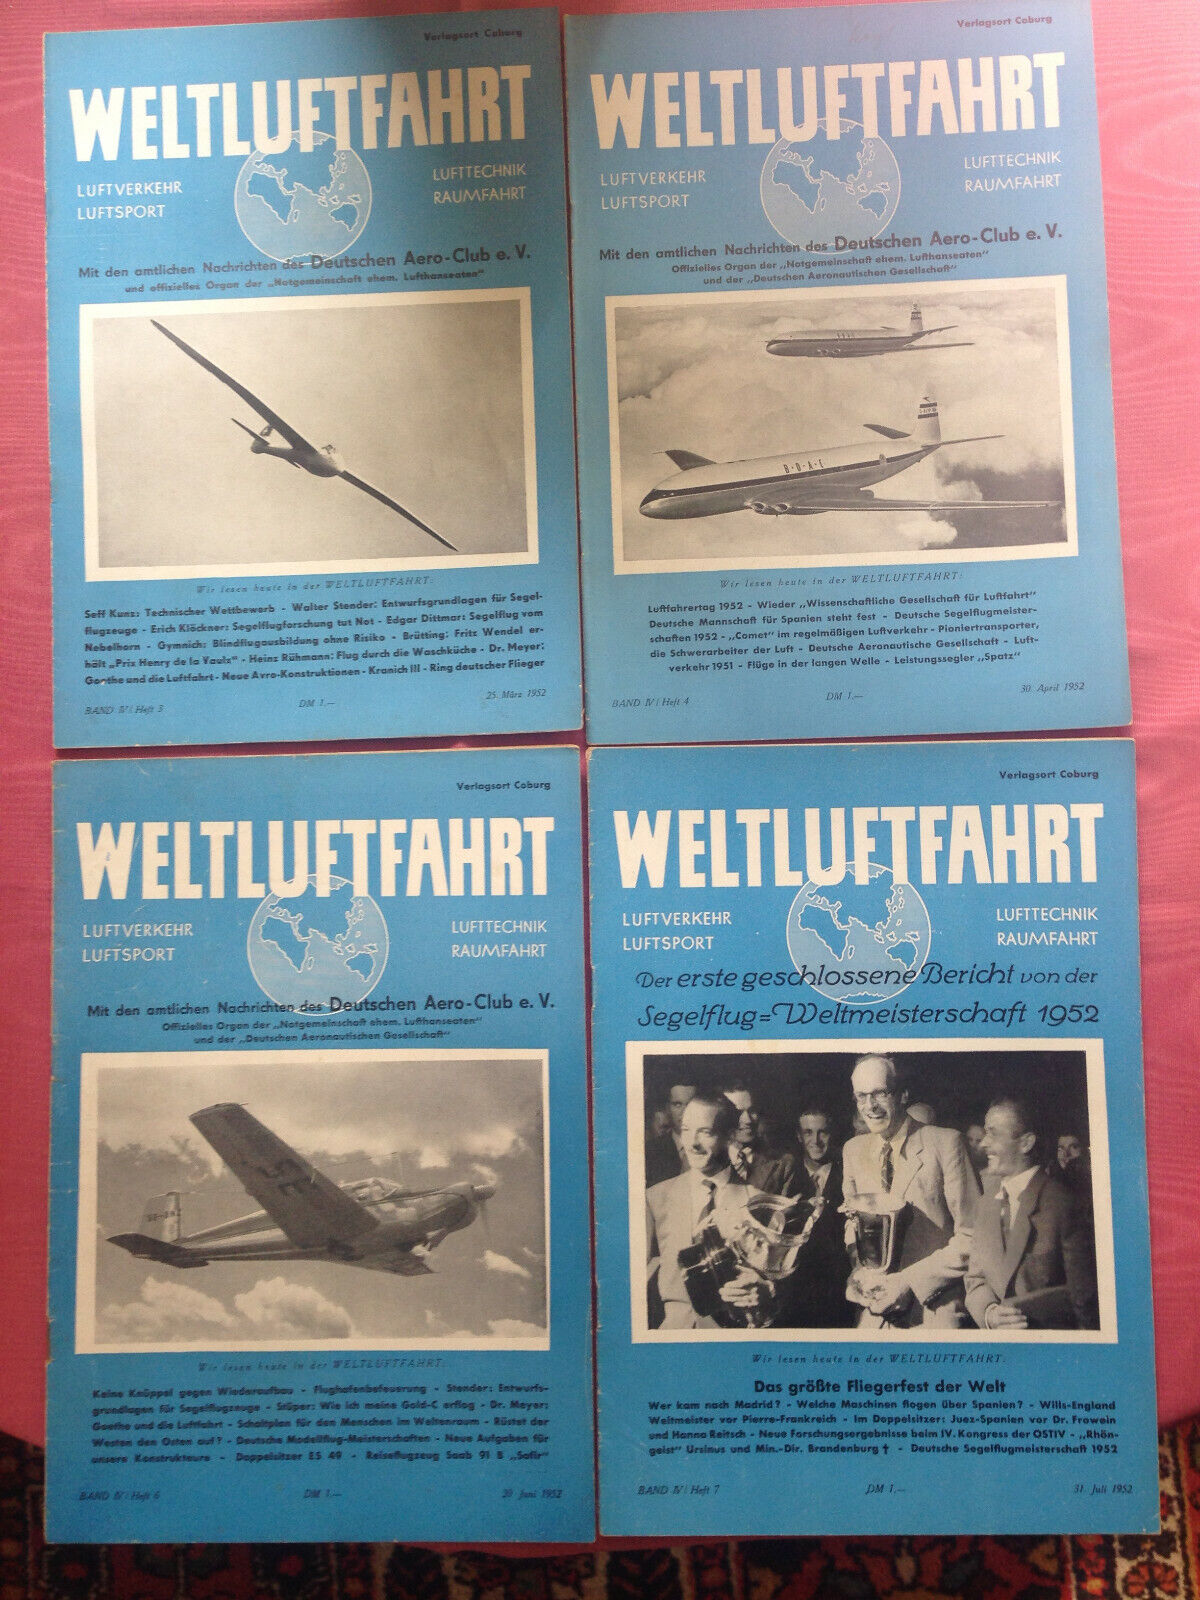 Verlagsort Coburg
WELTLUFTFAHRT
LUFTVERKEHR
LUFTSPORT
LUFTTECHNIK
RAUMFAHRT
Mit den amtlichen Nachrichten des Deutschen Aero-Club e. V.
und offizielles Organ der „Notgemeinschaft ehem. Lufthanseaten"
Wir lesen heute in der WELTLUFTFAHRT:
Seff Kunz: Technischer Wettbewerb - Walter Stender: Entwurfsgrundlagen für Segel-
flugzeuge - Erich Klöckner: Segelflugforschung tut Not - Edgar Dittmar: Segelflug vom
Nebelhorn - Gymnich: Blindflugausbildung ohne Risiko - Brütting: Fritz Wendel er-
hält „Prix Henry de la Vaulx" - Heinz Rühmann: Flug durch die Waschküche - Dr. Meyer:
Goethe und die Luftfahrt - Neue Avro-Konstruktionen - Kranich III - Ring deutscher Flieger
BAND IV / Heft 3
DM 1.—
25. März 1952
Verlagsort Coburg
WELTLUFTFAHRT
LUFTVERKEHR
LUFTSPORT
LUFTTECHNIK
RAUMFAHRT
Mit den amtlichen Nachrichten des Deutschen Aero-Club e. V.
Offizielles Organ der „Notgemeinschaft ehem. Lufthanseaten"
und der „Deutschen Aeronautischen Gesellschaft"
B·O·A·C
Wir lesen heute in der WELTLUFTFAHRT:
Luftfahrertag 1952 - Wieder „Wissenschaftliche Gesellschaft für Luftfahrt"
Deutsche Mannschaft für Spanien steht fest - Deutsche Segelflugmeister-
schaften 1952 - „Comet" im regelmäßigen Luftverkehr - Pioniertransporter,
die Schwerarbeiter der Luft - Deutsche Aeronautische Gesellschaft - Luft-
verkehr 1951 - Flüge in der langen Welle - Leistungssegler „Spatz"
BAND IV / Heft 4
DM 1.—
30. April 1952
Verlagsort Coburg
WELTLUFTFAHRT
LUFTVERKEHR
LUFTSPORT
LUFTTECHNIK
RAUMFAHRT
Mit den amtlichen Nachrichten des Deutschen Aero-Club e. V.
Offizielles Organ der „Notgemeinschaft ehem. Lufthanseaten"
und der „Deutschen Aeronautischen Gesellschaft"
SE
Wir lesen heute in der WELTLUFTFAHRT:
Keine Knüppel gegen Wiederaufbau - Flughafenbefeuerung - Stender: Entwurfs-
grundlagen für Segelflugzeuge - Stüper: Wie ich meine Gold-C erflog - Dr. Meyer:
Goethe und die Luftfahrt - Schaltplan für den Menschen im Weltenraum - Rüstet der
Westen den Osten auf? - Deutsche Modellflug-Meisterschaften - Neue Aufgaben für
unsere Konstrukteure - Doppelsitzer ES 49 - Reiseflugzeug Saab 91 B „Safir"
BAND IV / Heft 6
DM 1.—
Juni 1952
Verlagsort Coburg
WELTLUFTFAHRT
LUFTVERKEHR
LUFTSPORT
LUFTTECHNIK
RAUMFAHRT
Der erste geschlossene Bericht von der
Segelflug=Weltmeisterschaft 1952
Wir lesen heute in der WELTLUFTFAHRT:
Das größte Fliegerfest der Welt
Wer kam nach Madrid? - Welche Maschinen flogen über Spanien? - Wills-England
Weltmeister vor Pierre-Frankreich - Im Doppelsitzer: Juez-Spanien vor Dr. Frowein
und Hanna Reitsch - Neue Forschungsergebnisse beim IV. Kongress der OSTIV - „Rhön-
geist" Ursinus und Min.-Dir. Brandenburg † - Deutsche Segelflugmeisterschaft 1952
BAND IV / Heft 7
DM 1.—
31. Juli 1952